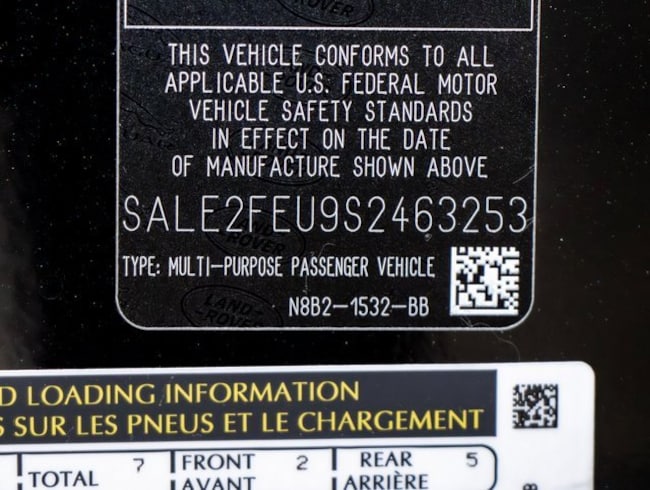 THIS VEHICLE CONFORMS TO ALL
APPLICABLE U.S. FEDERAL MOTOR
VEHICLE SAFETY STANDARDS
IN EFFECT ON THE DATE
OF MANUFACTURE SHOWN ABOVE
SALE2FEU9S2463253
TYPE: MULTI-PURPOSE PASSENGER VEHICLE
LAND-
-ROVER
N8B2-1532-BB
D LOADING INFORMATION
S SUR LES PNEUS ET LE CHARGEMENT
TOTAL 7 FRONT 2 REAR 5
AVANT ARRIÈRE